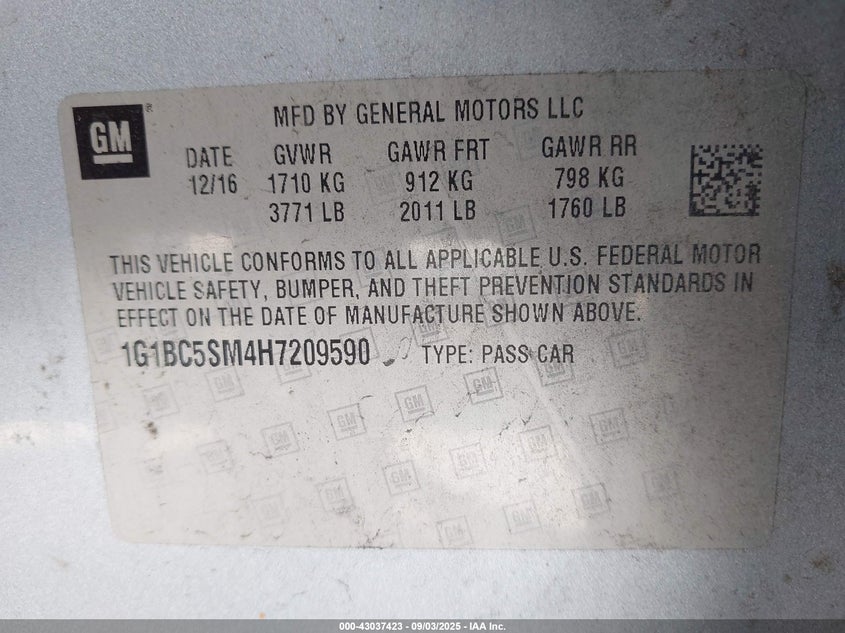 GM
MFD BY GENERAL MOTORS LLC
DATE GVWR GAWR FRT GAWR RR
12/16 1710 KG 912 KG 798 KG
3771 LB 2011 LB 1760 LB
THIS VEHICLE CONFORMS TO ALL APPLICABLE U.S. FEDERAL MOTOR
VEHICLE SAFETY, BUMPER, AND THEFT PREVENTION STANDARDS IN
EFFECT ON THE DATE OF MANUFACTURE SHOWN ABOVE.
1G1BC5SM4H7209590 TYPE: PASS CAR
000-43037423 - 09/03/2025 - IAA Inc.